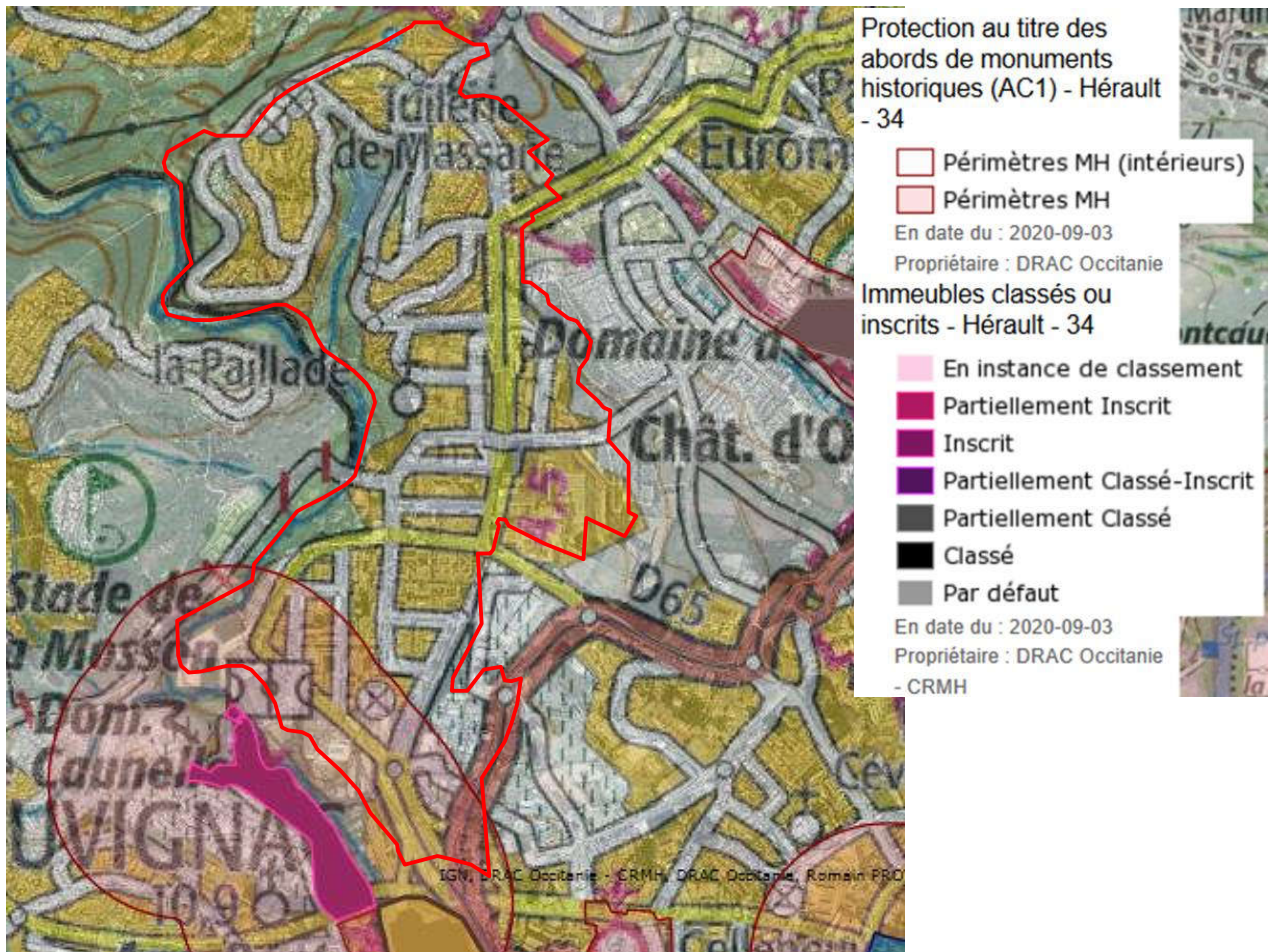 Tuilerie
de Massane
Eurom
la Paillade
Domaine d'
Chât. d'O
Stade de
la Mosson
D65
Dom.
Caunelle
UVIGNAC
Cev
IGN, DRAC Occitanie - CRMH, DRAC Occitanie, Romain PRO
Protection au titre des
abords de monuments
historiques (AC1) - Hérault
- 34
Périmètres MH (intérieurs)
Périmètres MH
En date du : 2020-09-03
Propriétaire : DRAC Occitanie
Immeubles classés ou
inscrits - Hérault - 34
En instance de classement
Partiellement Inscrit
Inscrit
Partiellement Classé-Inscrit
Partiellement Classé
Classé
Par défaut
En date du : 2020-09-03
Propriétaire : DRAC Occitanie
- CRMH